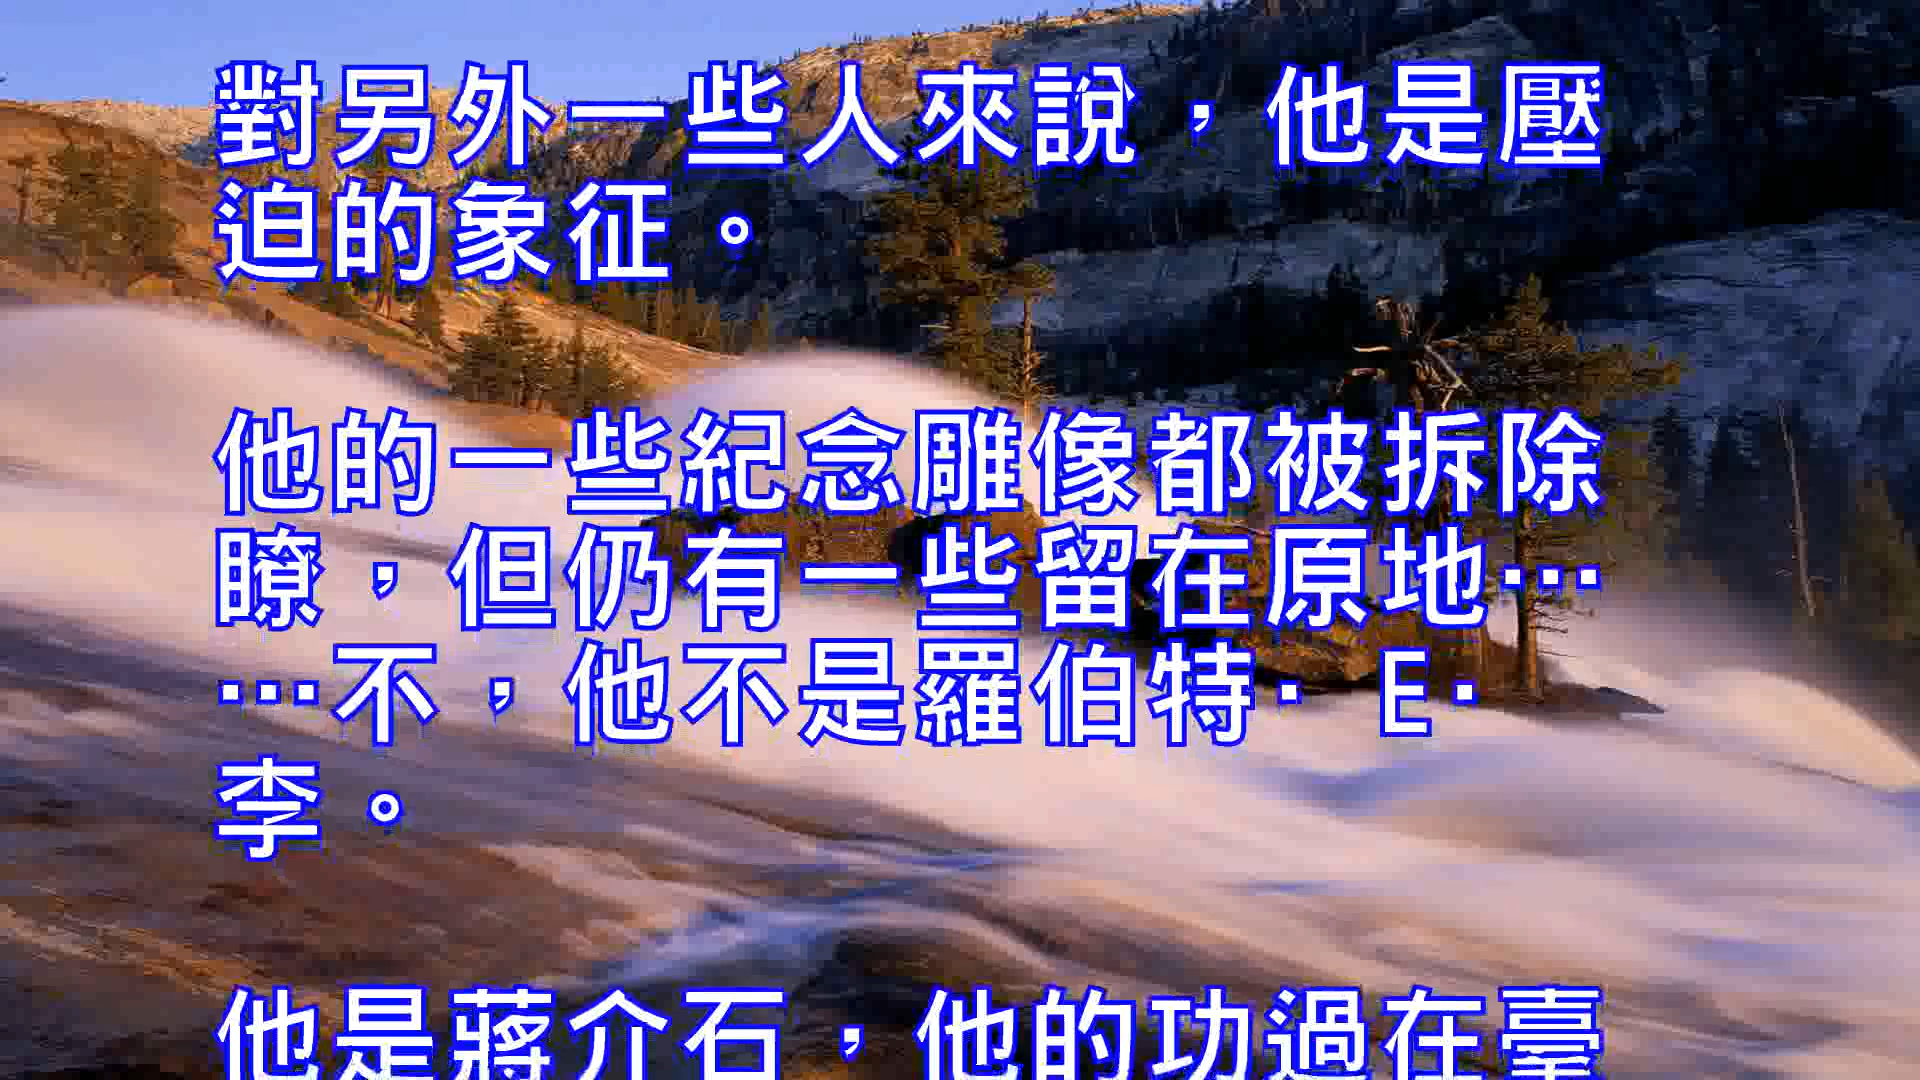 對另外一些人來說，他是壓
迫的象征。
他的一些紀念雕像都被拆除
瞭，但仍有一些留在原地…
…不，他不是羅伯特· E·
李。
他是蔣介石，他的功過在臺